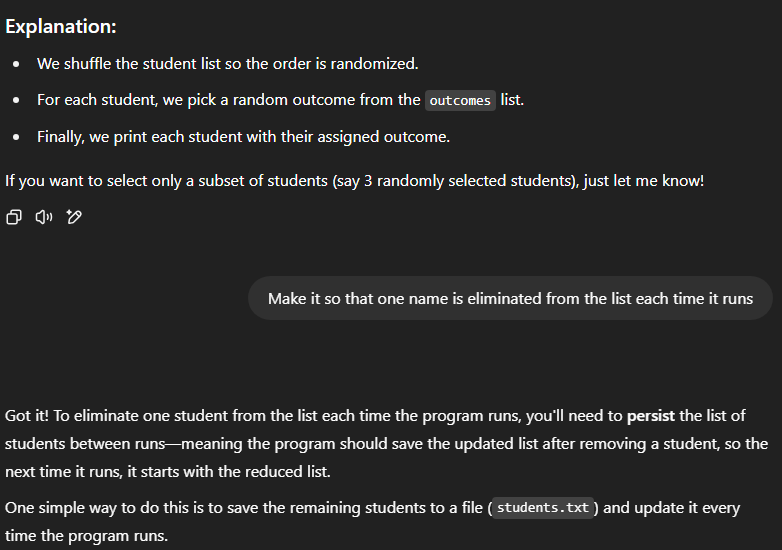 Explanation:
We shuffle the student list so the order is randomized.
For each student, we pick a random outcome from the outcomes list.
Finally, we print each student with their assigned outcome.
If you want to select only a subset of students (say 3 randomly selected students), just let me know!
Make it so that one name is eliminated from the list each time it runs
Got it! To eliminate one student from the list each time the program runs, you'll need to persist the list of
students between runs—meaning the program should save the updated list after removing a student, so the
next time it runs, it starts with the reduced list.
One simple way to do this is to save the remaining students to a file (students.txt) and update it every
time the program runs.